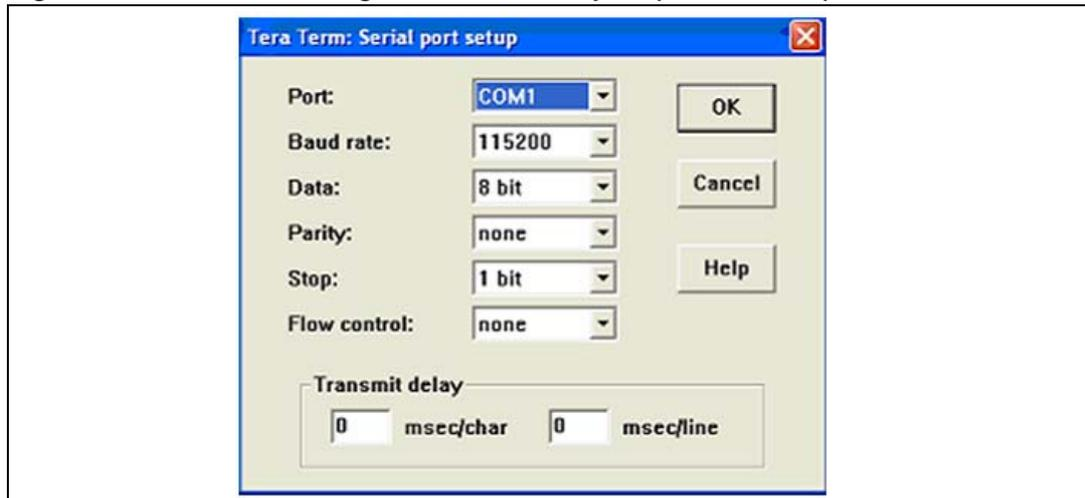 Tera Term: Serial port setup
Port: COM1
OK
Baud rate: 115200
Data: 8 bit
Cancel
Parity: none
Stop: 1 bit
Help
Flow control: none
Transmit delay
0 msec/char 0 msec/line